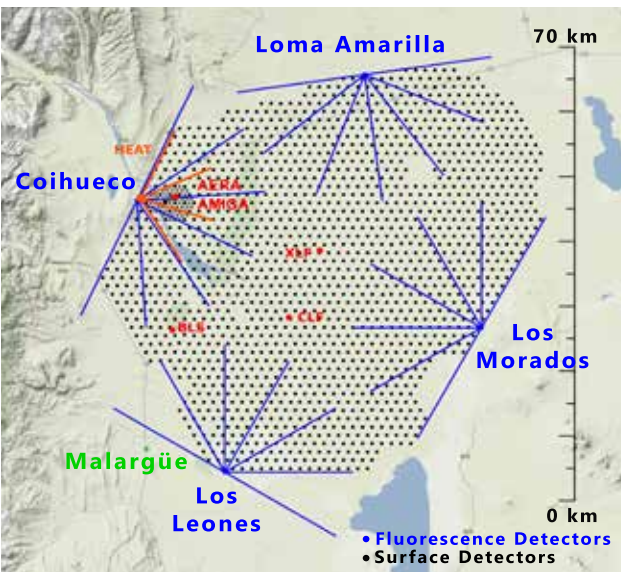 70 km
Loma Amarilla
HEAT
Coihueco
AERA
AMIGA
XLF
CLF
BLS
Los
Morados
Malargüe
Los
Leones
0 km
•Fluorescence Detectors
•Surface Detectors